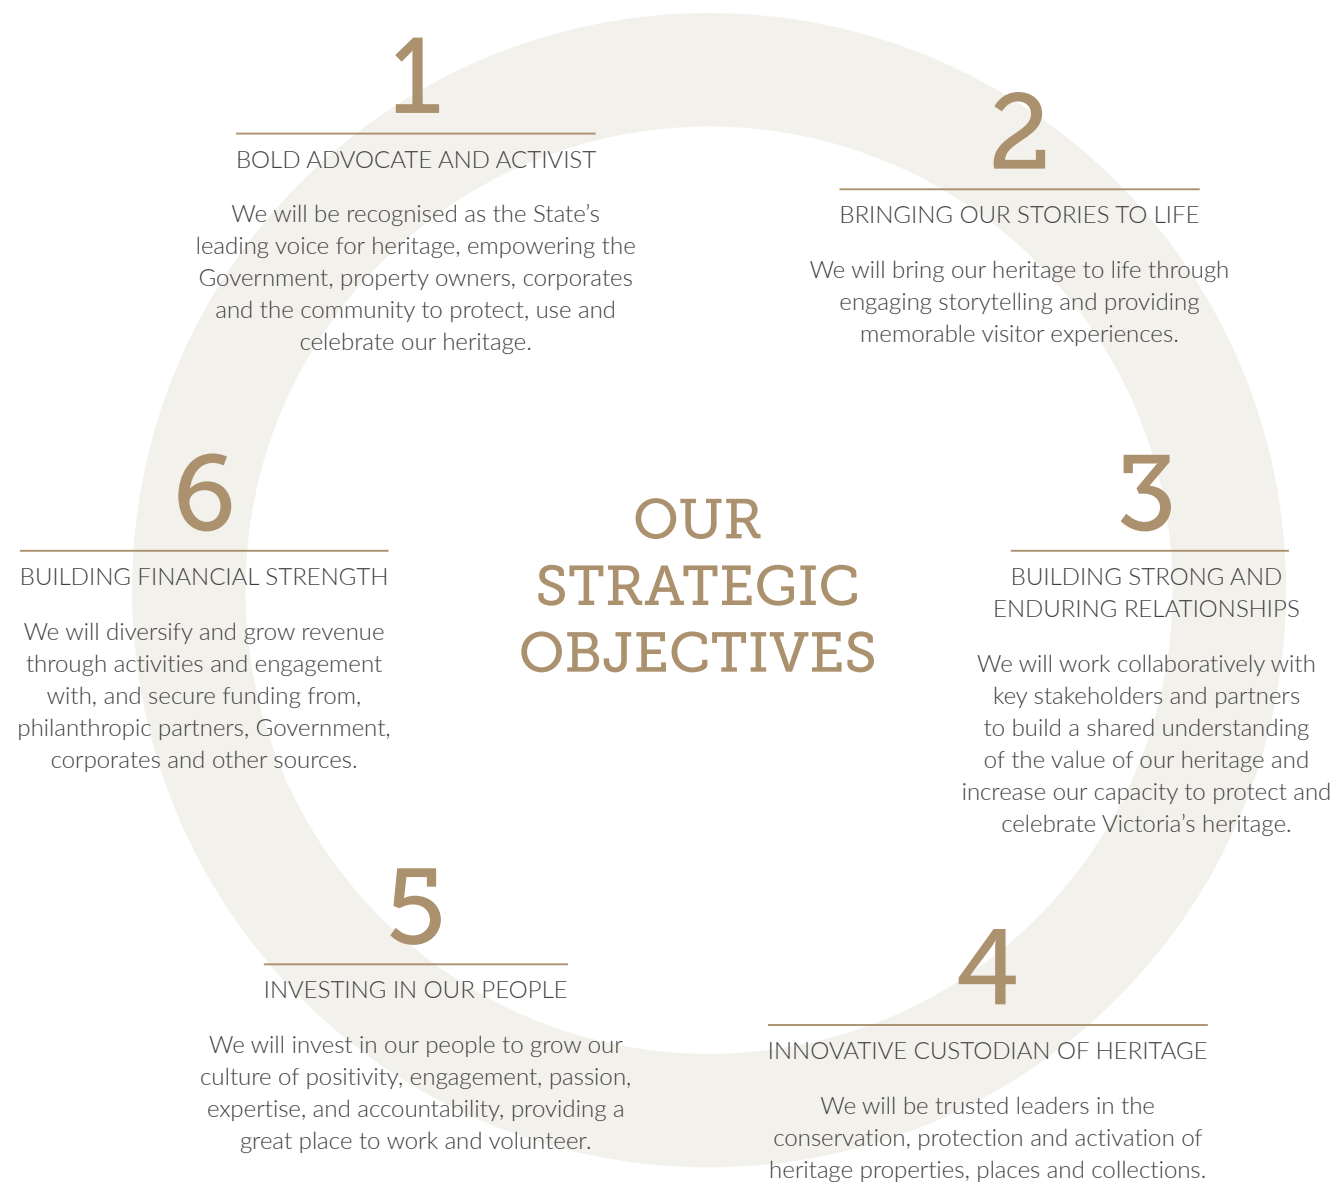 1
BOLD ADVOCATE AND ACTIVIST
We will be recognised as the State’s
leading voice for heritage, empowering the
Government, property owners, corporates
and the community to protect, use and
celebrate our heritage.
2
BRINGING OUR STORIES TO LIFE
We will bring our heritage to life through
engaging storytelling and providing
memorable visitor experiences.
OUR
STRATEGIC
OBJECTIVES
3
BUILDING STRONG AND
ENDURING RELATIONSHIPS
We will work collaboratively with
key stakeholders and partners
to build a shared understanding
of the value of our heritage and
increase our capacity to protect and
celebrate Victoria’s heritage.
4
INNOVATIVE CUSTODIAN OF HERITAGE
We will be trusted leaders in the
conservation, protection and activation of
heritage properties, places and collections.
5
INVESTING IN OUR PEOPLE
We will invest in our people to grow our
culture of positivity, engagement, passion,
expertise, and accountability, providing a
great place to work and volunteer.
6
BUILDING FINANCIAL STRENGTH
We will diversify and grow revenue
through activities and engagement
with, and secure funding from,
philanthropic partners, Government,
corporates and other sources.